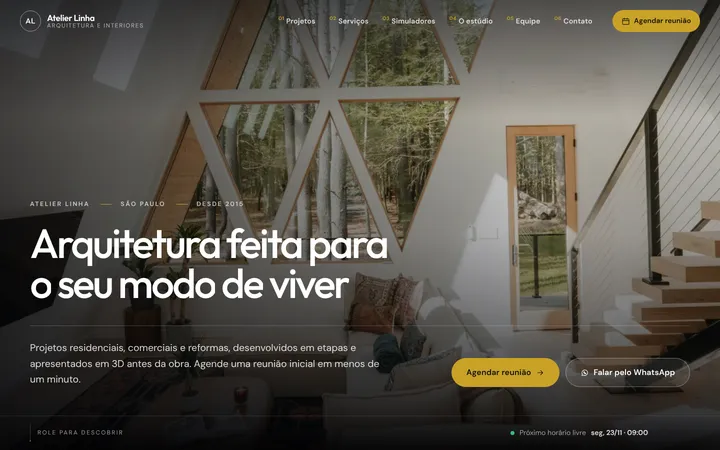 AL
Atelier Linha
ARQUITETURA E INTERIORES
01 Projetos
02 Serviços
03 Simuladores
04 O estúdio
05 Equipe
06 Contato
Agendar reunião
ATELIER LINHA — SÃO PAULO — DESDE 2015
Arquitetura feita para
o seu modo de viver
Projetos residenciais, comerciais e reformas, desenvolvidos em etapas e
apresentados em 3D antes da obra. Agende uma reunião inicial em menos de
um minuto.
Agendar reunião →
Falar pelo WhatsApp
ROLE PARA DESCOBRIR
Próximo horário livre seg, 23/11 · 09:00